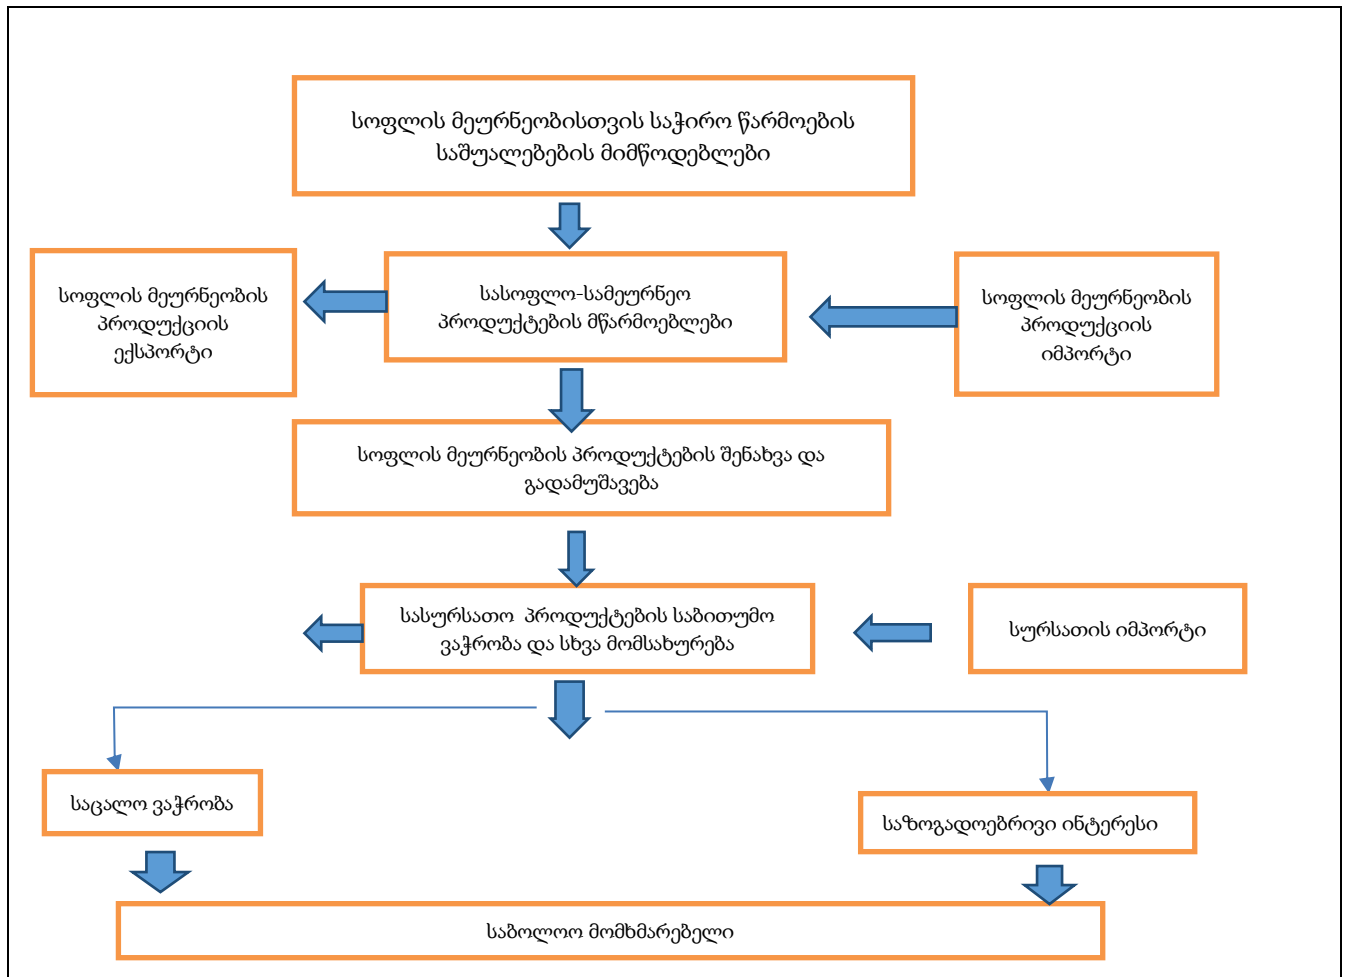 სოფლის მეურნეობისთვის საჭირო წარმოების
საშუალებების მიმწოდებლები
სოფლის მეურნეობის
პროდუქციის
ექსპორტი
სასოფლო-სამეურნეო
პროდუქტების მწარმოებლები
სოფლის მეურნეობის
პროდუქციის
იმპორტი
სოფლის მეურნეობის პროდუქტების შენახვა და
გადამუშავება
სასურსათო პროდუქტების საბითუმო
ვაჭრობა და სხვა მომსახურება
სურსათის იმპორტი
საცალო ვაჭრობა
საზოგადოებრივი ინტერესი
საბოლოო მომხმარებელი